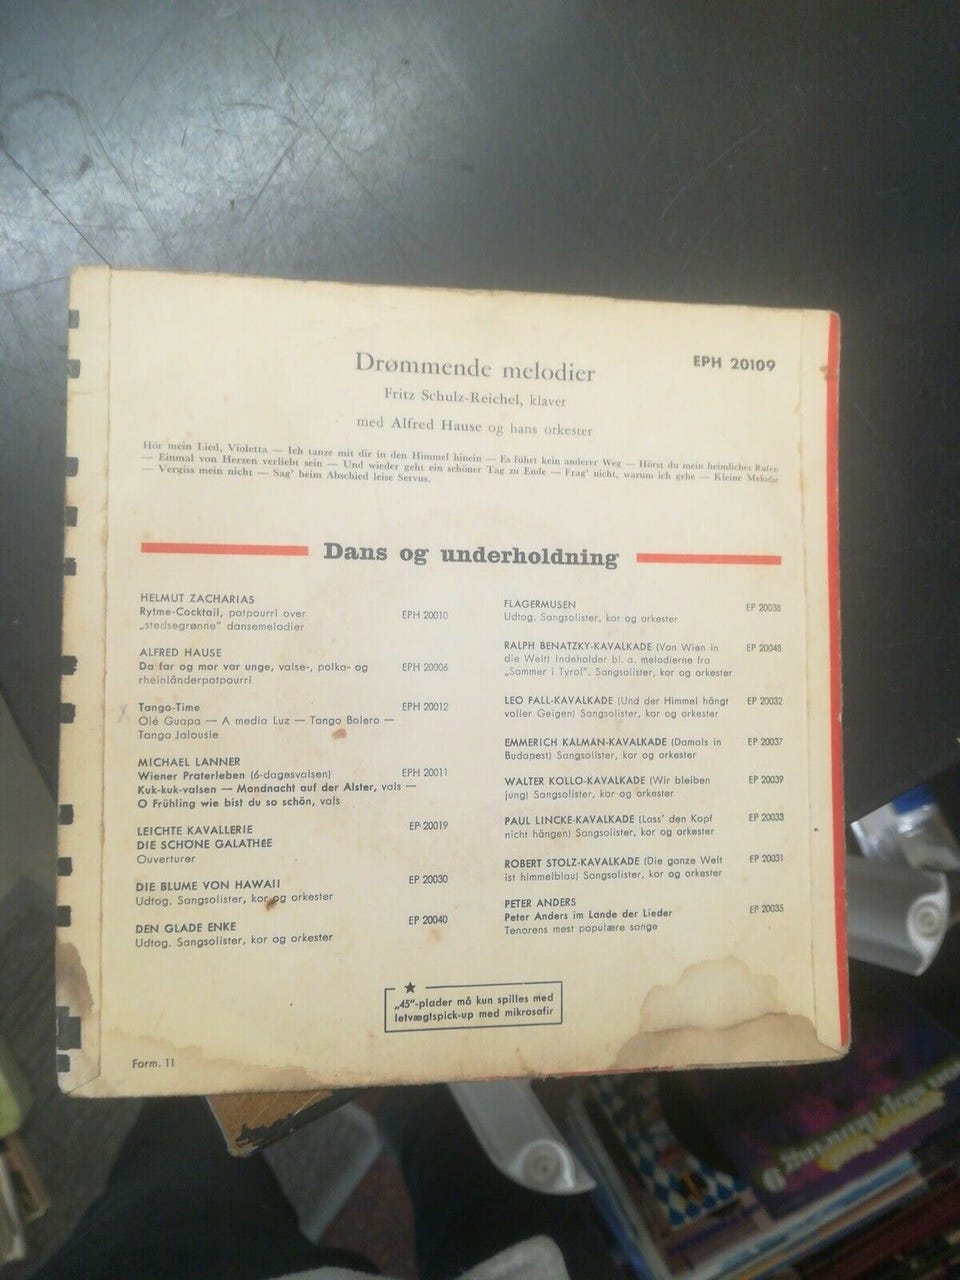 Drømmende melodier
EPH 20109
Fritz Schulz-Reichel, klaver
med Alfred Hause og hans orkester
Hör mein Lied, Violetta — Ich tanze mit dir in den Himmel hinein — Es führt kein anderer Weg — Hörst du mein heimliches Rufen
— Einmal von Herzen verliebt sein — Und wieder geht ein schöner Tag zu Ende — Frag' nicht, warum ich gehe — Kleine Melodie
— Vergiss mein nicht — Sag' beim Abschied leise Servus.
Dans og underholdning
HELMUT ZACHARIAS
Rytme-Cocktail, potpourri over EPH 20010
„stedsegrønne" dansemelodier
ALFRED HAUSE
Da far og mor var unge, valse-, polka- og EPH 20006
rheinländerpotpourri
Tango-Time EPH 20012
Olé Guapa — A media Luz — Tango Bolero —
Tango Jalousie
MICHAEL LANNER
Wiener Praterleben (6-dagesvalsen) EPH 20011
Kuk-kuk-valsen — Mondnacht auf der Alster, vals —
O Frühling wie bist du so schön, vals
LEICHTE KAVALLERIE EP 20019
DIE SCHÖNE GALATHÉE
Ouverturer
DIE BLUME VON HAWAII EP 20030
Udtog. Sangsolister, kor og orkester
DEN GLADE ENKE EP 20040
Udtog. Sangsolister, kor og orkester
FLAGERMUSEN EP 20038
Udtog. Sangsolister, kor og orkester
RALPH BENATZKY-KAVALKADE (Von Wien in EP 20048
die Welt) Indeholder bl. a. melodierne fra
„Sommer i Tyrol". Sangsolister, kor og orkester
LEO FALL-KAVALKADE (Und der Himmel hängt EP 20032
voller Geigen) Sangsolister, kor og orkester
EMMERICH KÁLMÁN-KAVALKADE (Damals in EP 20037
Budapest) Sangsolister, kor og orkester
WALTER KOLLO-KAVALKADE (Wir bleiben EP 20039
jung) Sangsolister, kor og orkester
PAUL LINCKE-KAVALKADE (Lass' den Kopf EP 20033
nicht hängen) Sangsolister, kor og orkester
ROBERT STOLZ-KAVALKADE (Die ganze Welt EP 20031
ist himmelblau) Sangsolister, kor og orkester
PETER ANDERS
Peter Anders im Lande der Lieder EP 20035
Tenorens mest populære sange
„45"-plader må kun spilles med
letvægtspick-up med mikrosafir
Form. 11